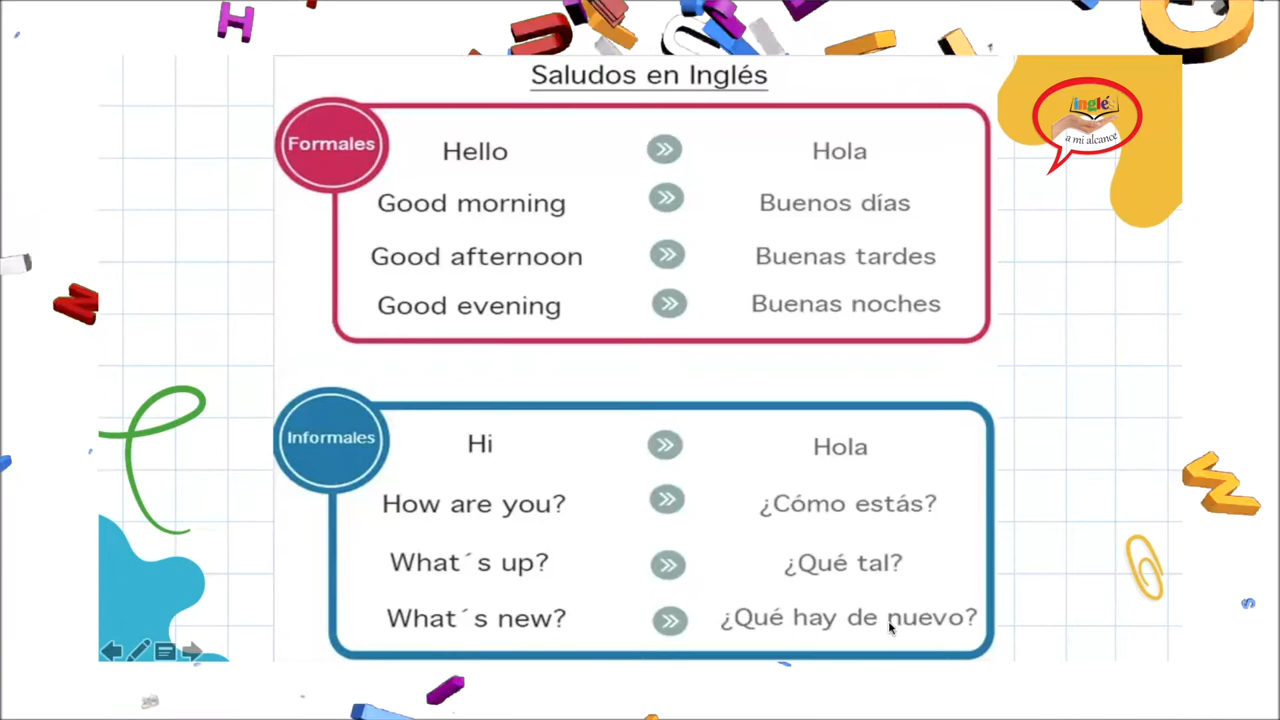 Saludos en Inglés
inglés
a mi alcance
Formales
Hello Hola
Good morning Buenos días
Good afternoon Buenas tardes
Good evening Buenas noches
Informales
Hi Hola
How are you? ¿Cómo estás?
What´s up? ¿Qué tal?
What´s new? ¿Qué hay de nuevo?